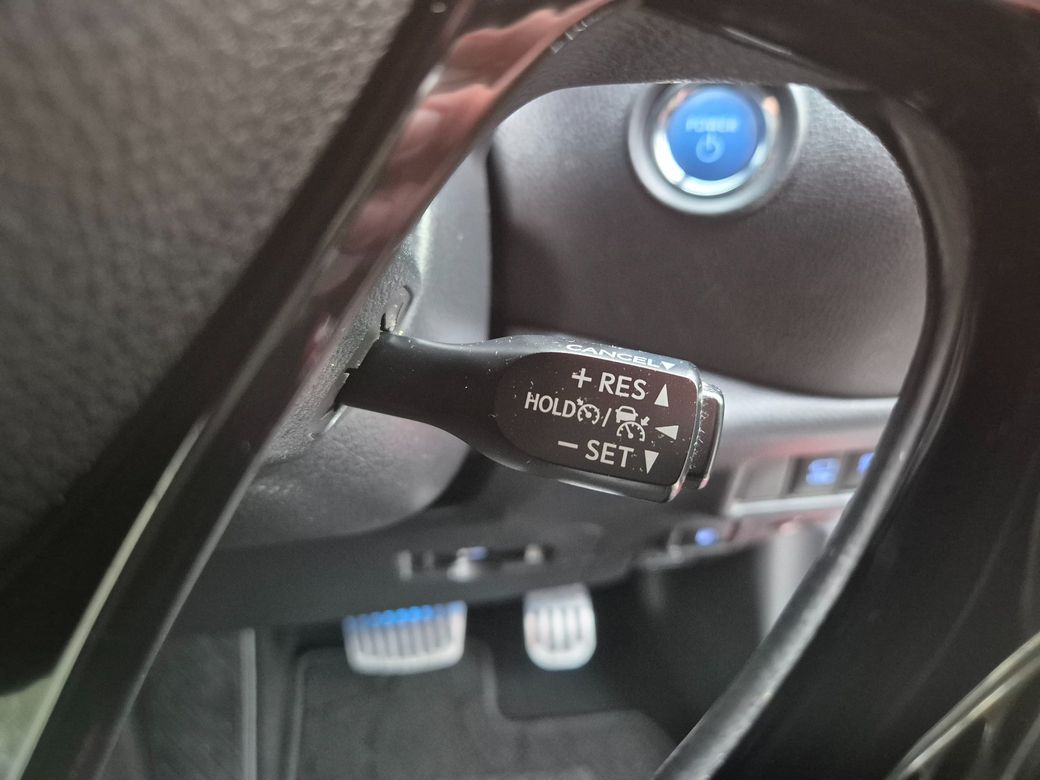 POWER
CANCEL▼
+ RES ▲
HOLD / ◀
− SET ▼